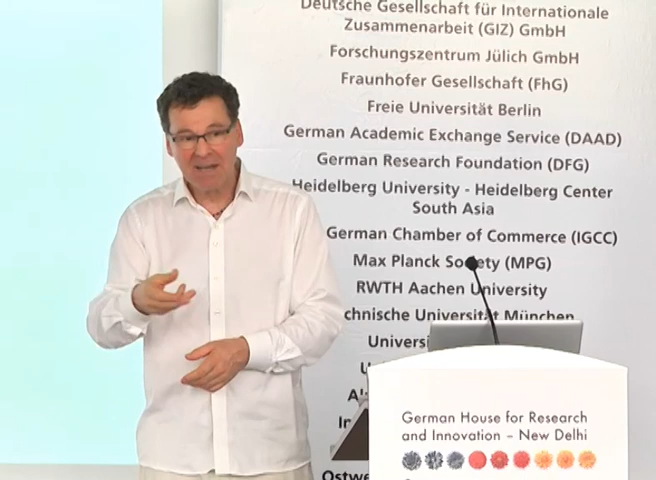 Deutsche Gesellschaft für Internationale
Zusammenarbeit (GIZ) GmbH
Forschungszentrum Jülich GmbH
Fraunhofer Gesellschaft (FhG)
Freie Universität Berlin
German Academic Exchange Service (DAAD)
German Research Foundation (DFG)
Heidelberg University - Heidelberg Center
South Asia
German Chamber of Commerce (IGCC)
Max Planck Society (MPG)
RWTH Aachen University
chnische Universität München
Universi
German House for Research
and Innovation – New Delhi